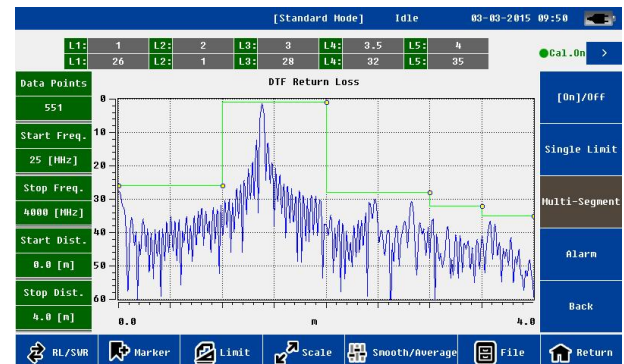 [Standard Mode] Idle 03-03-2015 09:50
L1: 1 L2: 2 L3: 3 L4: 3.5 L5: 4
L1: 26 L2: 1 L3: 28 L4: 32 L5: 35
Cal.On >
Data Points
551
Start Freq.
25 [MHz]
Stop Freq.
4000 [MHz]
Start Dist.
0.0 [m]
Stop Dist.
4.0 [m]
DTF Return Loss
0
10
20
30
40
50
60
0.0 m 4.0
[On]/Off
Single Limit
Multi-Segment
Alarm
Back
RL/SWR Marker Limit Scale Smooth/Average File Return